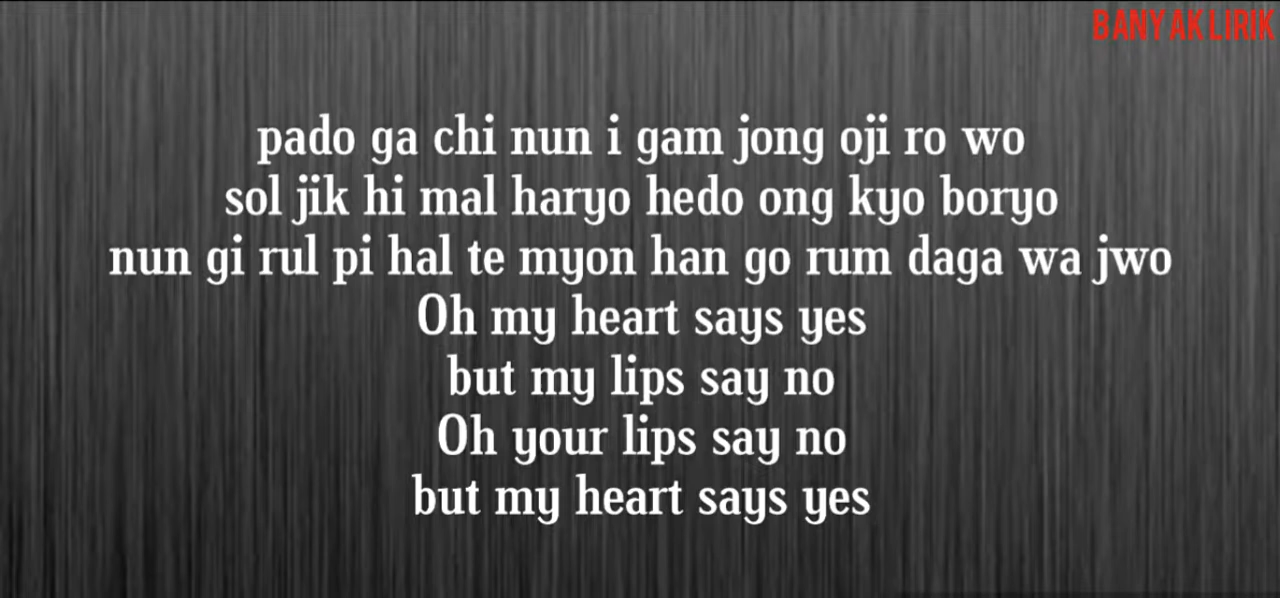 BANYAK LIRIK
pado ga chi nun i gam jong oji ro wo
sol jik hi mal haryo hedo ong kyo boryo
nun gi rul pi hal te myon han go rum daga wa jwo
Oh my heart says yes
but my lips say no
Oh your lips say no
but my heart says yes